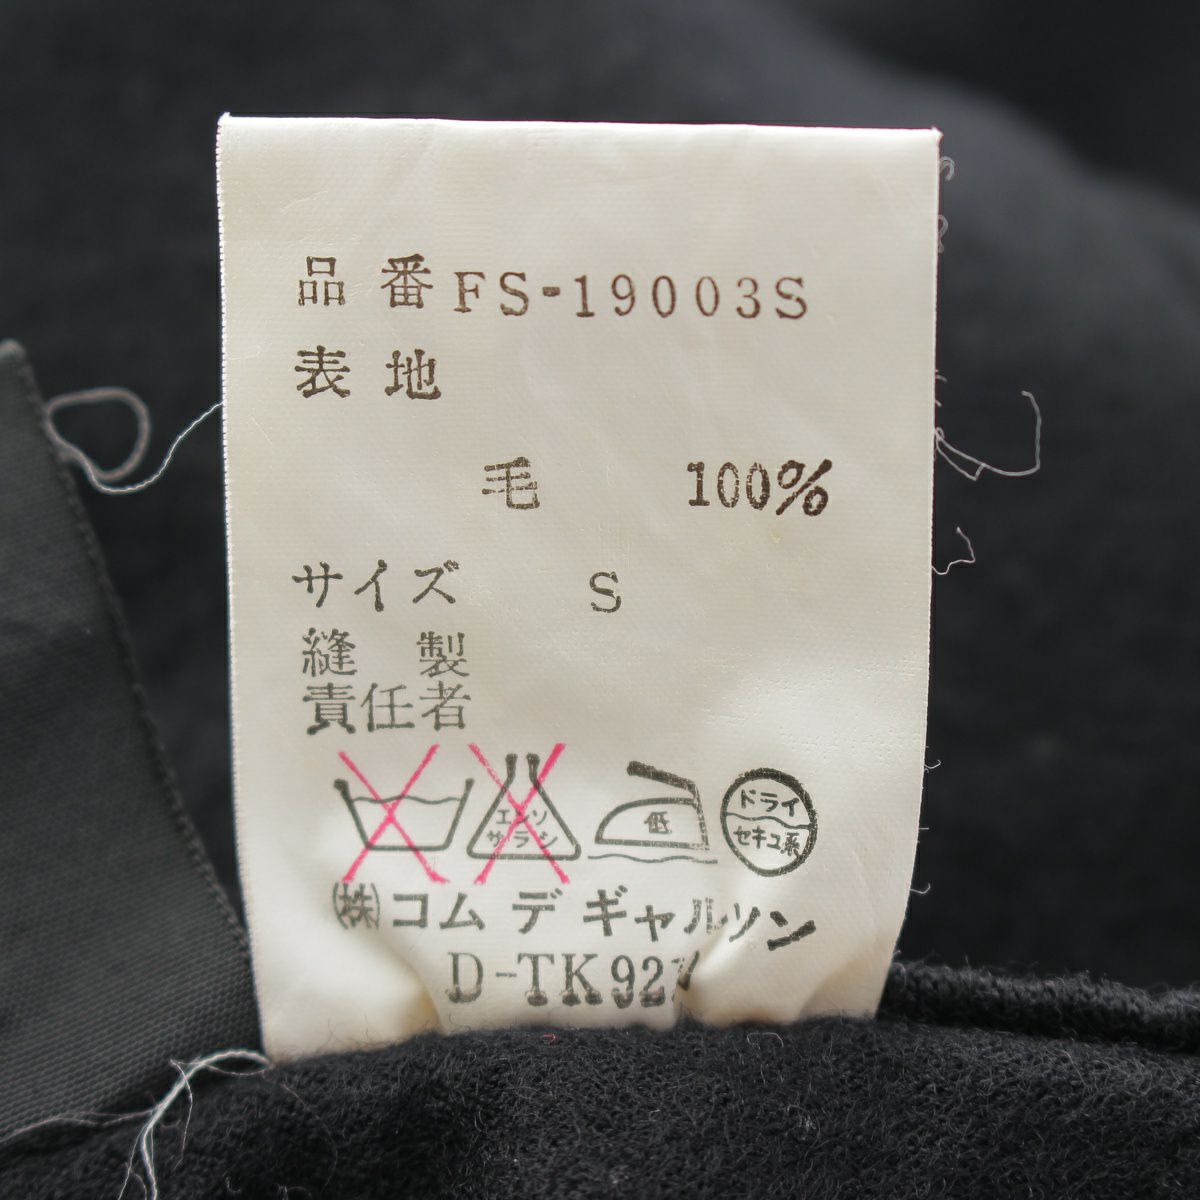 品番 FS-19003S
表地
毛 100%
サイズ S
縫製
責任者
エンソ
サラシ
低
ドライ
セキユ系
㈱コム デ ギャルソン
D-TK92